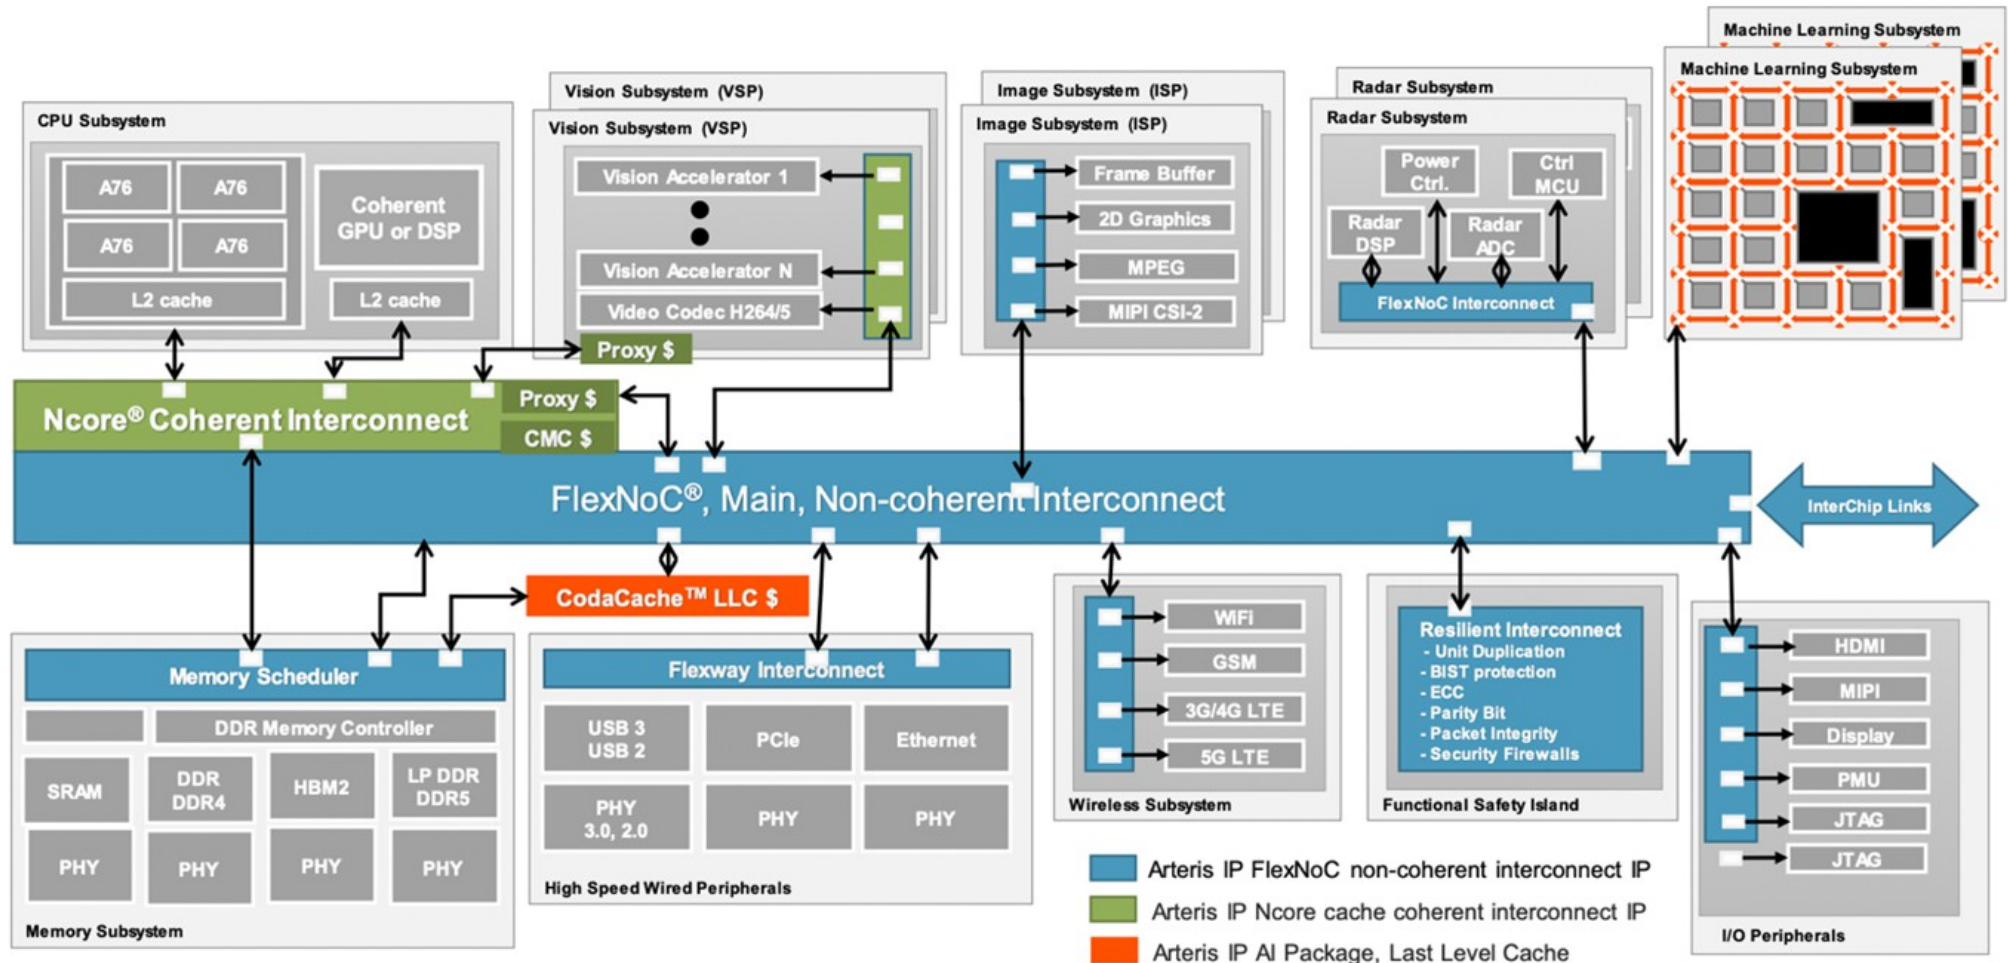 Machine Learning Subsystem
Machine Learning Subsystem
Vision Subsystem (VSP)
Vision Subsystem (VSP)
Image Subsystem (ISP)
Image Subsystem (ISP)
Radar Subsystem
Radar Subsystem
CPU Subsystem
A76
A76
A76
A76
L2 cache
Coherent
GPU or DSP
L2 cache
Vision Accelerator 1
Vision Accelerator N
Video Codec H264/5
Proxy $
Frame Buffer
2D Graphics
MPEG
MIPI CSI-2
Power
Ctrl.
Ctrl
MCU
Radar
DSP
Radar
ADC
FlexNoC Interconnect
Ncore® Coherent Interconnect
Proxy $
CMC $
FlexNoC®, Main, Non-coherent Interconnect
InterChip Links
CodaCache™ LLC $
Memory Scheduler
DDR Memory Controller
SRAM
DDR
DDR4
HBM2
LP DDR
DDR5
PHY
PHY
PHY
PHY
Memory Subsystem
Flexway Interconnect
USB 3
USB 2
PCIe
Ethernet
PHY
3.0, 2.0
PHY
PHY
High Speed Wired Peripherals
WiFi
GSM
3G/4G LTE
5G LTE
Wireless Subsystem
Resilient Interconnect
- Unit Duplication
- BIST protection
- ECC
- Parity Bit
- Packet Integrity
- Security Firewalls
Functional Safety Island
HDMI
MIPI
Display
PMU
JTAG
JTAG
I/O Peripherals
Arteris IP FlexNoC non-coherent interconnect IP
Arteris IP Ncore cache coherent interconnect IP
Arteris IP AI Package, Last Level Cache